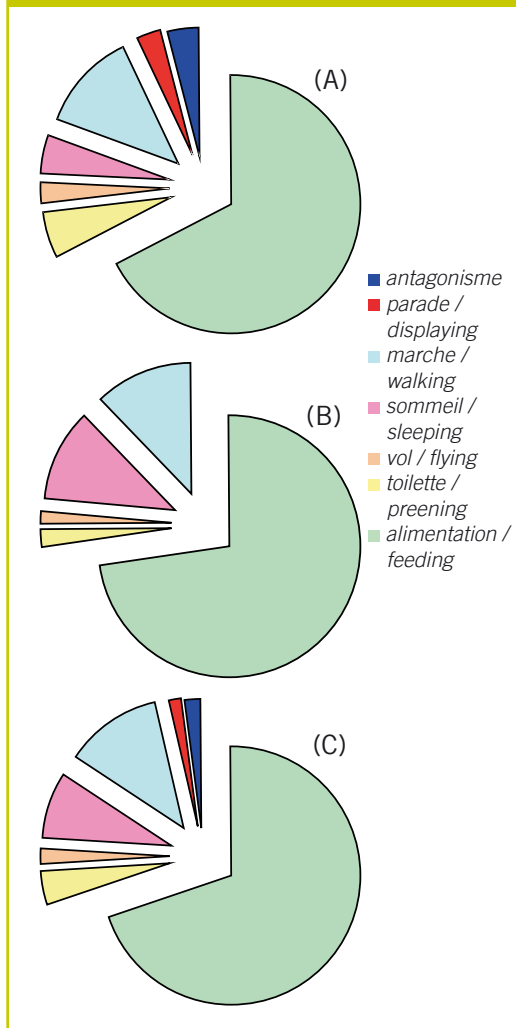 (A)
antagonisme
parade /
displaying
marche /
walking
sommeil /
sleeping
vol / flying
toilette /
preening
alimentation /
feeding
(B)
(C)